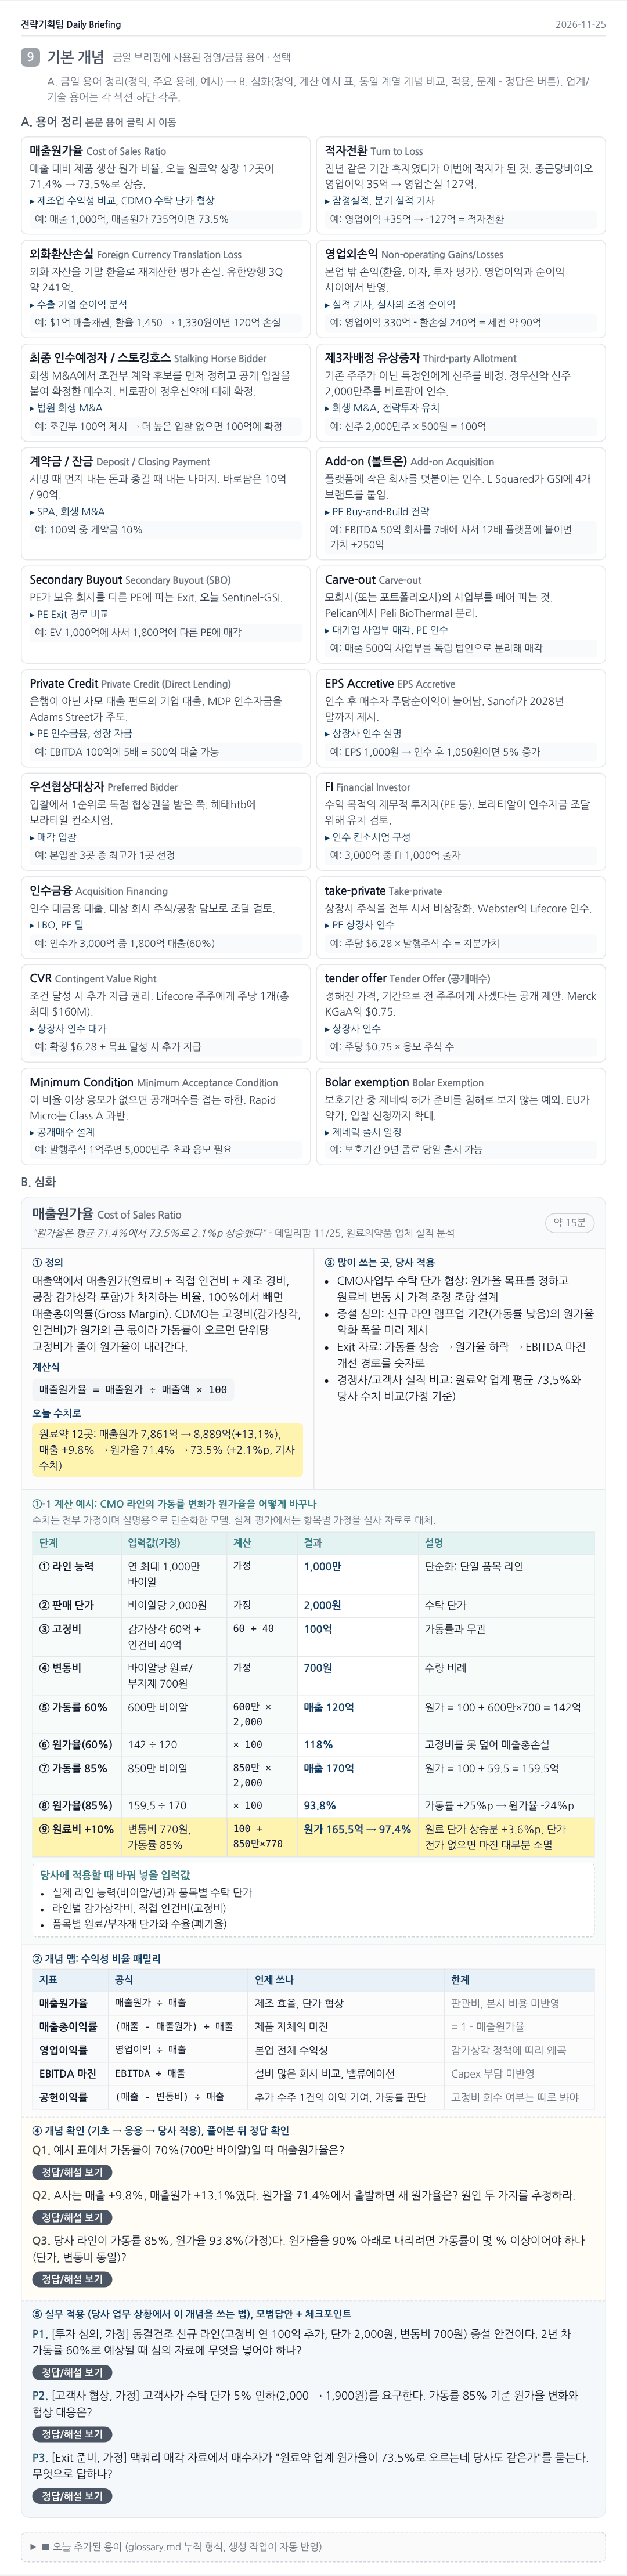 전략기획팀 Daily Briefing
2026-11-25
9 기본 개념 금일 브리핑에 사용된 경영/금융 용어 · 선택
A. 금일 용어 정리(정의, 주요 용례, 예시) → B. 심화(정의, 계산 예시 표, 동일 계열 개념 비교, 적용, 문제 - 정답은 버튼). 업계/
기술 용어는 각 섹션 하단 각주.
A. 용어 정리 본문 용어 클릭 시 이동
매출원가율 Cost of Sales Ratio
매출 대비 제품 생산 원가 비율. 오늘 원료약 상장 12곳이
71.4% → 73.5%로 상승.
▸ 제조업 수익성 비교, CDMO 수탁 단가 협상
예: 매출 1,000억, 매출원가 735억이면 73.5%
적자전환 Turn to Loss
전년 같은 기간 흑자였다가 이번에 적자가 된 것. 종근당바이오
영업이익 35억 → 영업손실 127억.
▸ 잠정실적, 분기 실적 기사
예: 영업이익 +35억 → -127억 = 적자전환
외화환산손실 Foreign Currency Translation Loss
외화 자산을 기말 환율로 재계산한 평가 손실. 유한양행 3Q
약 241억.
▸ 수출 기업 순이익 분석
예: $1억 매출채권, 환율 1,450 → 1,330원이면 120억 손실
영업외손익 Non-operating Gains/Losses
본업 밖 손익(환율, 이자, 투자 평가). 영업이익과 순이익
사이에서 반영.
▸ 실적 기사, 실사의 조정 순이익
예: 영업이익 330억 - 환손실 240억 = 세전 약 90억
최종 인수예정자 / 스토킹호스 Stalking Horse Bidder
회생 M&A에서 조건부 계약 후보를 먼저 정하고 공개 입찰을
붙여 확정한 매수자. 바로팜이 정우신약에 대해 확정.
▸ 법원 회생 M&A
예: 조건부 100억 제시 → 더 높은 입찰 없으면 100억에 확정
제3자배정 유상증자 Third-party Allotment
기존 주주가 아닌 특정인에게 신주를 배정. 정우신약 신주
2,000만주를 바로팜이 인수.
▸ 회생 M&A, 전략투자 유치
예: 신주 2,000만주 × 500원 = 100억
계약금 / 잔금 Deposit / Closing Payment
서명 때 먼저 내는 돈과 종결 때 내는 나머지. 바로팜은 10억
/ 90억.
▸ SPA, 회생 M&A
예: 100억 중 계약금 10%
Add-on (볼트온) Add-on Acquisition
플랫폼에 작은 회사를 덧붙이는 인수. L Squared가 GSI에 4개
브랜드를 붙임.
▸ PE Buy-and-Build 전략
예: EBITDA 50억 회사를 7배에 사서 12배 플랫폼에 붙이면
가치 +250억
Secondary Buyout Secondary Buyout (SBO)
PE가 보유 회사를 다른 PE에 파는 Exit. 오늘 Sentinel-GSI.
▸ PE Exit 경로 비교
예: EV 1,000억에 사서 1,800억에 다른 PE에 매각
Carve-out Carve-out
모회사(또는 포트폴리오사)의 사업부를 떼어 파는 것.
Pelican에서 Peli BioThermal 분리.
▸ 대기업 사업부 매각, PE 인수
예: 매출 500억 사업부를 독립 법인으로 분리해 매각
Private Credit Private Credit (Direct Lending)
은행이 아닌 사모 대출 펀드의 기업 대출. MDP 인수자금을
Adams Street가 주도.
▸ PE 인수금융, 성장 자금
예: EBITDA 100억에 5배 = 500억 대출 가능
EPS Accretive EPS Accretive
인수 후 매수자 주당순이익이 늘어남. Sanofi가 2028년
말까지 제시.
▸ 상장사 인수 설명
예: EPS 1,000원 → 인수 후 1,050원이면 5% 증가
우선협상대상자 Preferred Bidder
입찰에서 1순위로 독점 협상권을 받은 쪽. 해태htb에
보라티알 컨소시엄.
▸ 매각 입찰
예: 본입찰 3곳 중 최고가 1곳 선정
FI Financial Investor
수익 목적의 재무적 투자자(PE 등). 보라티알이 인수자금 조달
위해 유치 검토.
▸ 인수 컨소시엄 구성
예: 3,000억 중 FI 1,000억 출자
인수금융 Acquisition Financing
인수 대금용 대출. 대상 회사 주식/공장 담보로 조달 검토.
▸ LBO, PE 딜
예: 인수가 3,000억 중 1,800억 대출(60%)
take-private Take-private
상장사 주식을 전부 사서 비상장화. Webster의 Lifecore 인수.
▸ PE 상장사 인수
예: 주당 $6.28 × 발행주식 수 = 지분가치
CVR Contingent Value Right
조건 달성 시 추가 지급 권리. Lifecore 주주에게 주당 1개(총
최대 $160M).
▸ 상장사 인수 대가
예: 확정 $6.28 + 목표 달성 시 추가 지급
tender offer Tender Offer (공개매수)
정해진 가격, 기간으로 전 주주에게 사겠다는 공개 제안. Merck
KGaA의 $0.75.
▸ 상장사 인수
예: 주당 $0.75 × 응모 주식 수
Minimum Condition Minimum Acceptance Condition
이 비율 이상 응모가 없으면 공개매수를 접는 하한. Rapid
Micro는 Class A 과반.
▸ 공개매수 설계
예: 발행주식 1억주면 5,000만주 초과 응모 필요
Bolar exemption Bolar Exemption
보호기간 중 제네릭 허가 준비를 침해로 보지 않는 예외. EU가
약가, 입찰 신청까지 확대.
▸ 제네릭 출시 일정
예: 보호기간 9년 종료 당일 출시 가능
B. 심화
매출원가율 Cost of Sales Ratio
"원가율은 평균 71.4%에서 73.5%로 2.1%p 상승했다" - 데일리팜 11/25, 원료의약품 업체 실적 분석
약 15분
① 정의
매출액에서 매출원가(원료비 + 직접 인건비 + 제조 경비,
공장 감가상각 포함)가 차지하는 비율. 100%에서 빼면
매출총이익률(Gross Margin). CDMO는 고정비(감가상각,
인건비)가 원가의 큰 몫이라 가동률이 오르면 단위당
고정비가 줄어 원가율이 내려간다.
계산식
매출원가율 = 매출원가 ÷ 매출액 × 100
오늘 수치로
원료약 12곳: 매출원가 7,861억 → 8,889억(+13.1%),
매출 +9.8% → 원가율 71.4% → 73.5% (+2.1%p, 기사
수치)
③ 많이 쓰는 곳, 당사 적용
• CMO사업부 수탁 단가 협상: 원가율 목표를 정하고
원료비 변동 시 가격 조정 조항 설계
• 증설 심의: 신규 라인 램프업 기간(가동률 낮음)의 원가율
악화 폭을 미리 제시
• Exit 자료: 가동률 상승 → 원가율 하락 → EBITDA 마진
개선 경로를 숫자로
• 경쟁사/고객사 실적 비교: 원료약 업계 평균 73.5%와
당사 수치 비교(가정 기준)
①-1 계산 예시: CMO 라인의 가동률 변화가 원가율을 어떻게 바꾸나
수치는 전부 가정이며 설명용으로 단순화한 모델. 실제 평가에서는 항목별 가정을 실사 자료로 대체.
단계 입력값(가정) 계산 결과 설명
① 라인 능력 연 최대 1,000만 바이알 가정 1,000만 단순화: 단일 품목 라인
② 판매 단가 바이알당 2,000원 가정 2,000원 수탁 단가
③ 고정비 감가상각 60억 + 인건비 40억 60 + 40 100억 가동률과 무관
④ 변동비 바이알당 원료/부자재 700원 가정 700원 수량 비례
⑤ 가동률 60% 600만 바이알 600만 × 2,000 매출 120억 원가 = 100 + 600만×700 = 142억
⑥ 원가율(60%) 142 ÷ 120 × 100 118% 고정비를 못 덮어 매출총손실
⑦ 가동률 85% 850만 바이알 850만 × 2,000 매출 170억 원가 = 100 + 59.5 = 159.5억
⑧ 원가율(85%) 159.5 ÷ 170 × 100 93.8% 가동률 +25%p → 원가율 -24%p
⑨ 원료비 +10% 변동비 770원, 가동률 85% 100 + 850만×770 원가 165.5억 → 97.4% 원료 단가 상승분 +3.6%p, 단가 전가 없으면 마진 대부분 소멸
당사에 적용할 때 바꿔 넣을 입력값
• 실제 라인 능력(바이알/년)과 품목별 수탁 단가
• 라인별 감가상각비, 직접 인건비(고정비)
• 품목별 원료/부자재 단가와 수율(폐기율)
② 개념 맵: 수익성 비율 패밀리
지표 공식 언제 쓰나 한계
매출원가율 매출원가 ÷ 매출 제조 효율, 단가 협상 판관비, 본사 비용 미반영
매출총이익률 (매출 - 매출원가) ÷ 매출 제품 자체의 마진 = 1 - 매출원가율
영업이익률 영업이익 ÷ 매출 본업 전체 수익성 감가상각 정책에 따라 왜곡
EBITDA 마진 EBITDA ÷ 매출 설비 많은 회사 비교, 밸류에이션 Capex 부담 미반영
공헌이익률 (매출 - 변동비) ÷ 매출 추가 수주 1건의 이익 기여, 가동률 판단 고정비 회수 여부는 따로 봐야
④ 개념 확인 (기초 → 응용 → 당사 적용), 풀어본 뒤 정답 확인
Q1. 예시 표에서 가동률이 70%(700만 바이알)일 때 매출원가율은?
정답/해설 보기
Q2. A사는 매출 +9.8%, 매출원가 +13.1%였다. 원가율 71.4%에서 출발하면 새 원가율은? 원인 두 가지를 추정하라.
정답/해설 보기
Q3. 당사 라인이 가동률 85%, 원가율 93.8%(가정)다. 원가율을 90% 아래로 내리려면 가동률이 몇 % 이상이어야 하나
(단가, 변동비 동일)?
정답/해설 보기
⑤ 실무 적용 (당사 업무 상황에서 이 개념을 쓰는 법), 모범답안 + 체크포인트
P1. [투자 심의, 가정] 동결건조 신규 라인(고정비 연 100억 추가, 단가 2,000원, 변동비 700원) 증설 안건이다. 2년 차
가동률 60%로 예상될 때 심의 자료에 무엇을 넣어야 하나?
정답/해설 보기
P2. [고객사 협상, 가정] 고객사가 수탁 단가 5% 인하(2,000 → 1,900원)를 요구한다. 가동률 85% 기준 원가율 변화와
협상 대응은?
정답/해설 보기
P3. [Exit 준비, 가정] 맥쿼리 매각 자료에서 매수자가 "원료약 업계 원가율이 73.5%로 오르는데 당사도 같은가"를 묻는다.
무엇으로 답하나?
정답/해설 보기
▶ ■ 오늘 추가된 용어 (glossary.md 누적 형식, 생성 작업이 자동 반영)